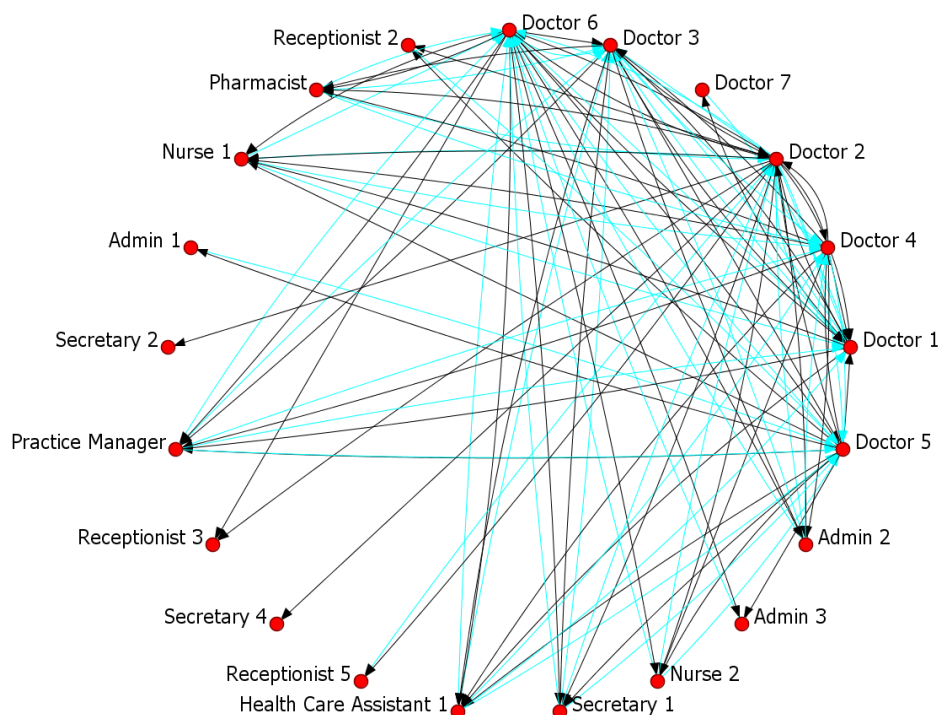 Doctor 6
Receptionist 2
Doctor 3
Pharmacist
Doctor 7
Nurse 1
Doctor 2
Admin 1
Doctor 4
Secretary 2
Doctor 1
Practice Manager
Doctor 5
Receptionist 3
Admin 2
Secretary 4
Admin 3
Receptionist 5
Nurse 2
Health Care Assistant 1
Secretary 1